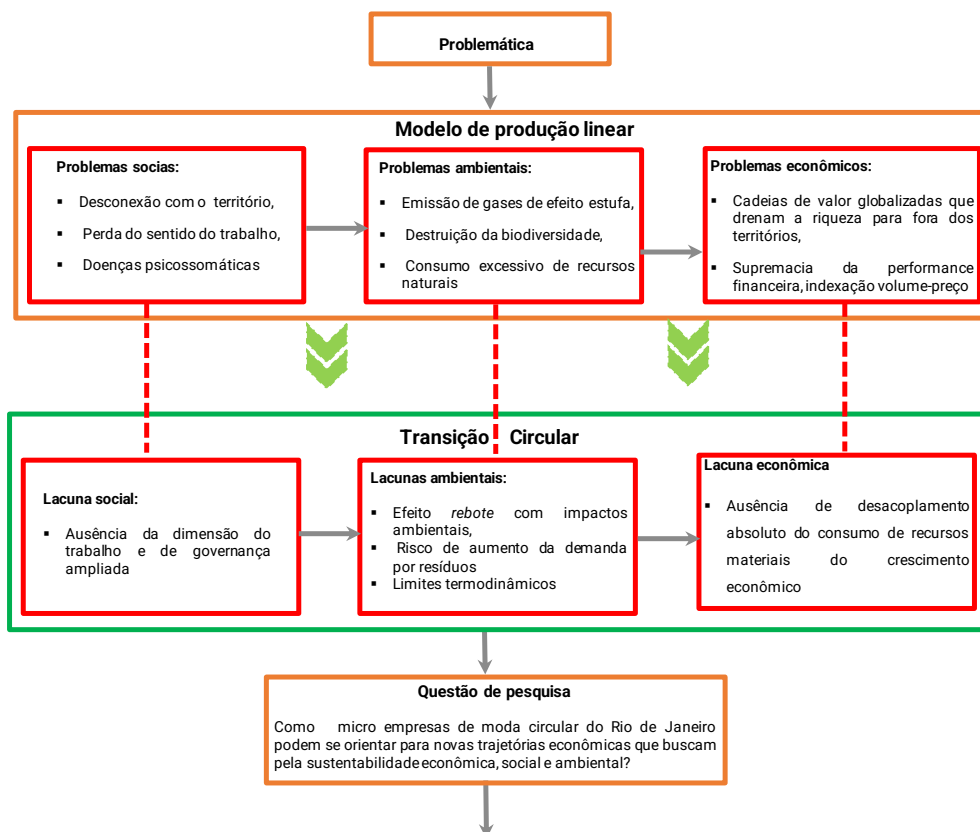 Problemática
Modelo de produção linear
Problemas socias:
▪ Desconexão com o território,
▪ Perda do sentido do trabalho,
▪ Doenças psicossomáticas
Problemas ambientais:
▪ Emissão de gases de efeito estufa,
▪ Destruição da biodiversidade,
▪ Consumo excessivo de recursos
naturais
Problemas econômicos:
▪ Cadeias de valor globalizadas que
drenam a riqueza para fora dos
territórios,
▪ Supremacia da performance
financeira, indexação volume-preço
Transição Circular
Lacuna social:
▪ Ausência da dimensão do
trabalho e de governança
ampliada
Lacunas ambientais:
▪ Efeito rebote com impactos
ambientais,
▪ Risco de aumento da demanda
por resíduos
▪ Limites termodinâmicos
Lacuna econômica
▪ Ausência de desacoplamento
absoluto do consumo de recursos
materiais do crescimento
econômico
Questão de pesquisa
Como micro empresas de moda circular do Rio de Janeiro
podem se orientar para novas trajetórias econômicas que buscam
pela sustentabilidade econômica, social e ambiental?